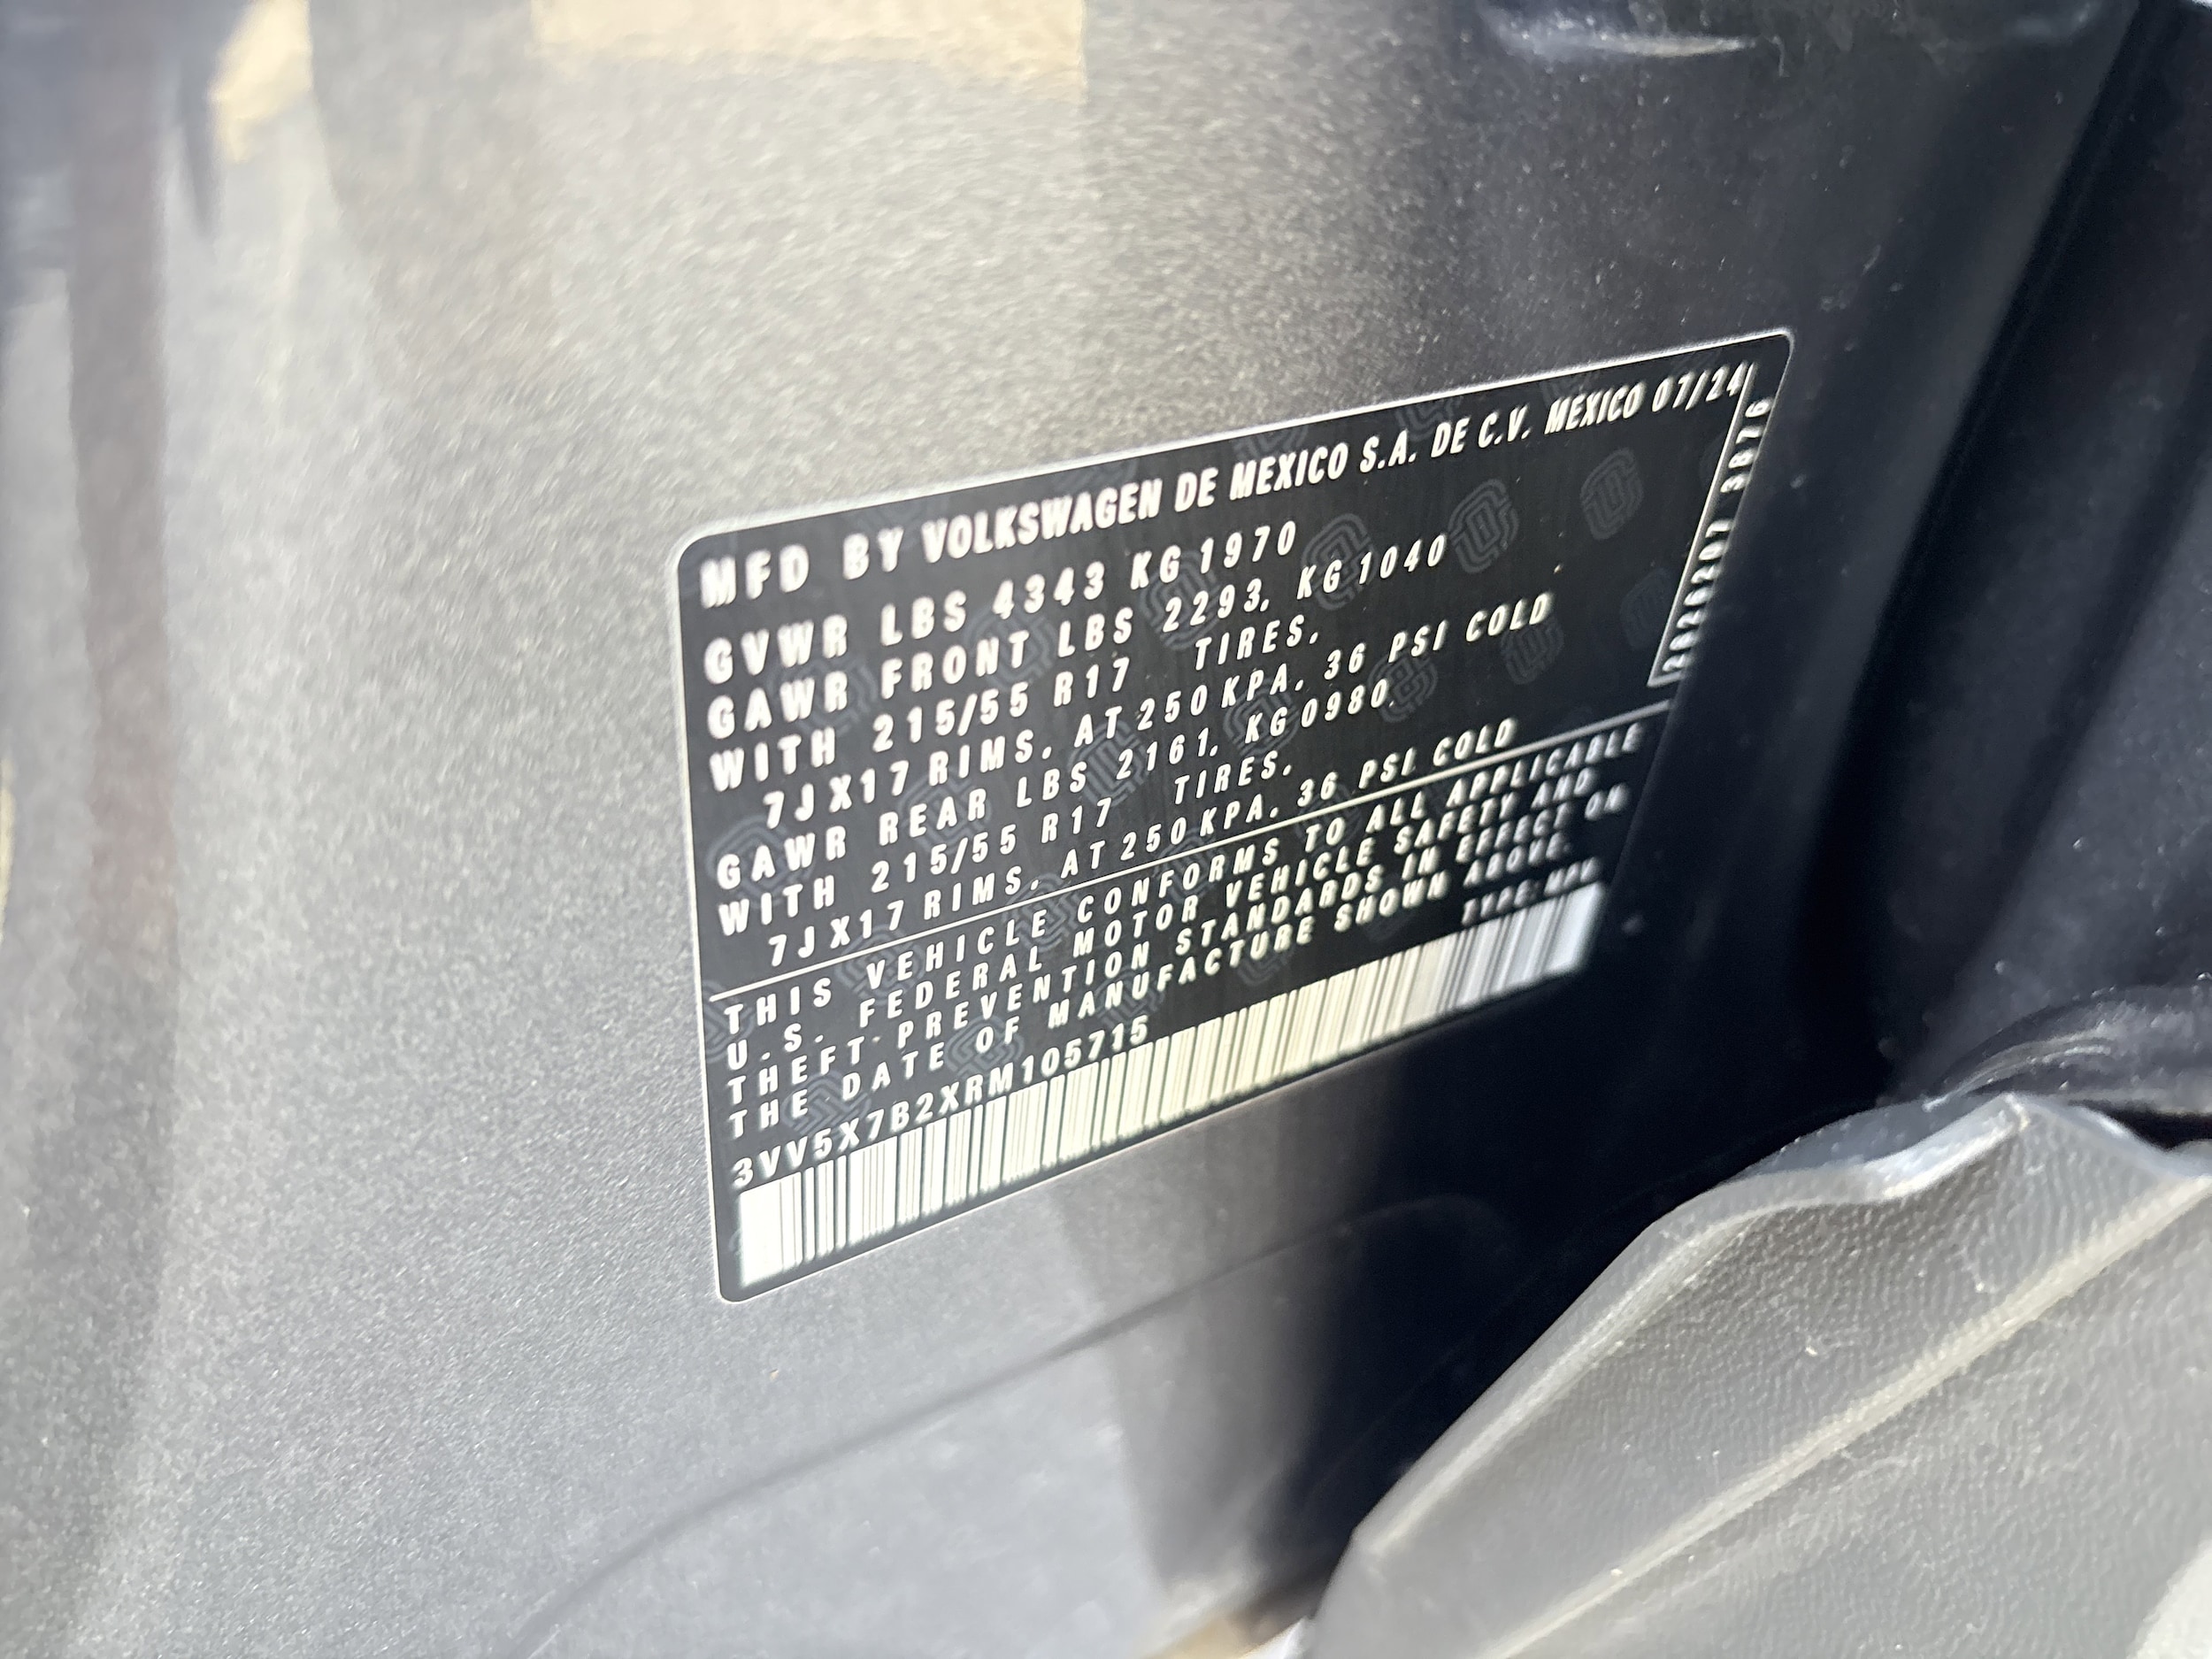 MFD BY VOLKSWAGEN DE MEXICO S.A. DE C.V. MEXICO 07/24
GVWR LBS 4343 KG 1970
GAWR FRONT LBS 2293. KG 1040
WITH 215/55 R17 TIRES.
7JX17 RIMS. AT 250 KPA. 36 PSI COLD
GAWR REAR LBS 2161. KG 0980.
WITH 215/55 R17 TIRES.
7JX17 RIMS. AT 250 KPA. 36 PSI COLD
THIS VEHICLE CONFORMS TO ALL APPLICABLE
U.S. FEDERAL MOTOR VEHICLE SAFETY AND
THEFT PREVENTION STANDARDS IN EFFECT ON
THE DATE OF MANUFACTURE SHOWN ABOVE.
3VV5X7B2XRM105715 TYPE: MPV